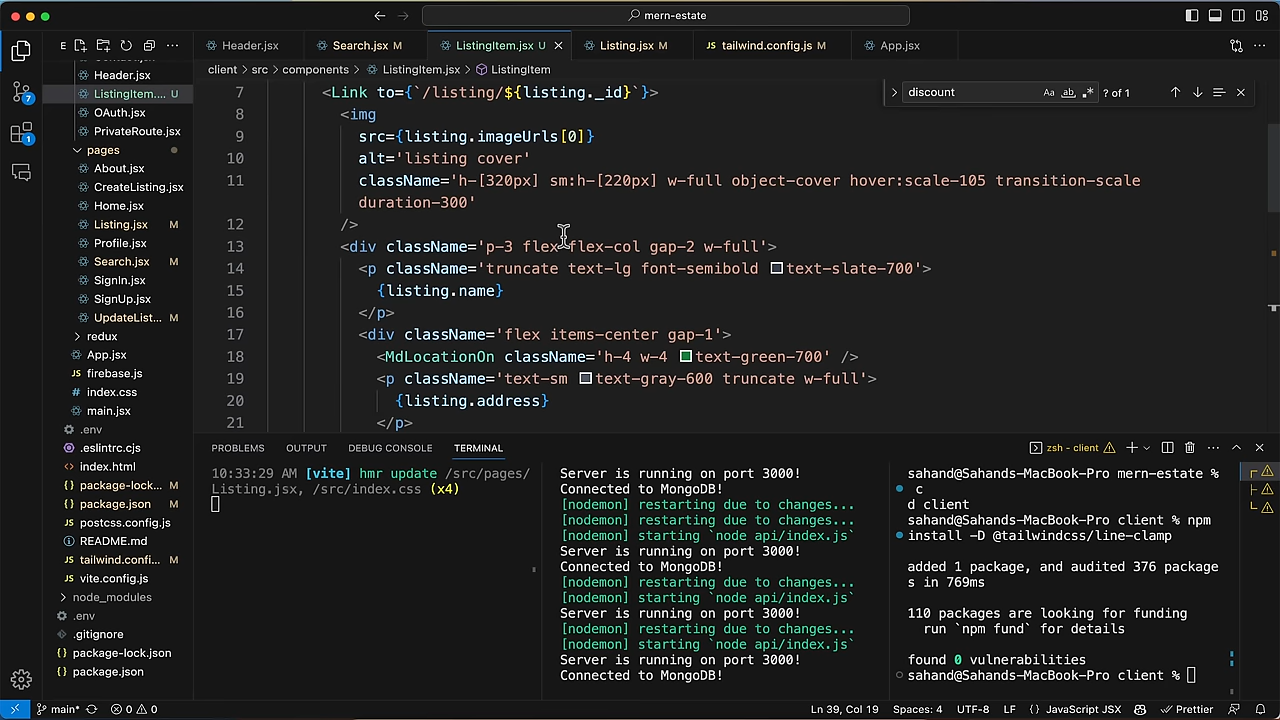 mern-estate
E
Header.jsx
Search.jsx M
ListingItem.jsx U
Listing.jsx M
tailwind.config.js M
App.jsx
client > src > components > ListingItem.jsx > ListingItem
discount
Aa ab .* ? of 1
Header.jsx
ListingItem.... U
OAuth.jsx
PrivateRoute.jsx
pages
About.jsx
CreateListing.jsx
Home.jsx
Listing.jsx M
Profile.jsx
Search.jsx M
SignIn.jsx
SignUp.jsx
UpdateList... M
redux
App.jsx
JS firebase.js
# index.css
main.jsx
.env
.eslintrc.cjs
index.html
{} package-lock.... M
{} package.json M
postcss.config.js
README.md
tailwind.confi... M
vite.config.js
node_modules
.env
.gitignore
{} package-lock.json
{} package.json
7
1
7 <Link to={`/listing/${listing._id}`}>
8 <img
9 src={listing.imageUrls[0]}
10 alt='listing cover'
11 className='h-[320px] sm:h-[220px] w-full object-cover hover:scale-105 transition-scale
duration-300'
12 />
13 <div className='p-3 flex flex-col gap-2 w-full'>
14 <p className='truncate text-lg font-semibold text-slate-700'>
15 {listing.name}
16 </p>
17 <div className='flex items-center gap-1'>
18 <MdLocationOn className='h-4 w-4 text-green-700' />
19 <p className='text-sm text-gray-600 truncate w-full'>
20 {listing.address}
21 </p>
PROBLEMS OUTPUT DEBUG CONSOLE TERMINAL
zsh - client
10:33:29 AM [vite] hmr update /src/pages/
Listing.jsx, /src/index.css (x4)
Server is running on port 3000!
Connected to MongoDB!
[nodemon] restarting due to changes...
[nodemon] restarting due to changes...
[nodemon] starting `node api/index.js`
Server is running on port 3000!
Connected to MongoDB!
[nodemon] restarting due to changes...
[nodemon] starting `node api/index.js`
Server is running on port 3000!
[nodemon] restarting due to changes...
[nodemon] starting `node api/index.js`
Server is running on port 3000!
Connected to MongoDB!
sahand@Sahands-MacBook-Pro mern-estate %
c
d client
sahand@Sahands-MacBook-Pro client % npm
install -D @tailwindcss/line-clamp
added 1 package, and audited 376 package
s in 769ms
110 packages are looking for funding
run `npm fund` for details
found 0 vulnerabilities
sahand@Sahands-MacBook-Pro client %
main* 0 0
Ln 39, Col 19 Spaces: 4 UTF-8 LF {} JavaScript JSX Prettier